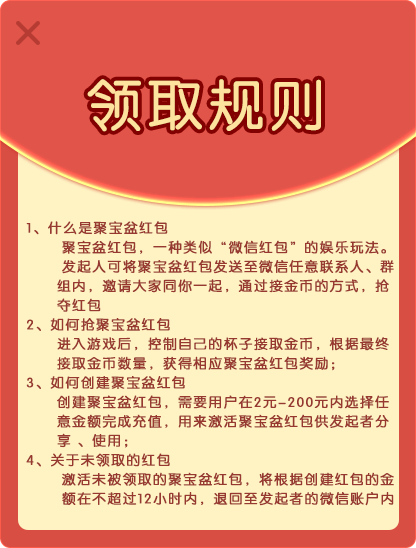 领取规则
1、什么是聚宝盆红包
聚宝盆红包，一种类似“微信红包”的娱乐玩法。
发起人可将聚宝盆红包发送至微信任意联系人、群
组内，邀请大家同你一起，通过接金币的方式，抢
夺红包
2、如何抢聚宝盆红包
进入游戏后，控制自己的杯子接取金币，根据最终
接取金币数量，获得相应聚宝盆红包奖励；
3、如何创建聚宝盆红包
创建聚宝盆红包，需要用户在2元-200元内选择任
意金额完成充值，用来激活聚宝盆红包供发起者分
享 、使用；
4、关于未领取的红包
激活未被领取的聚宝盆红包，将根据创建红包的金
额在不超过12小时内，退回至发起者的微信账户内